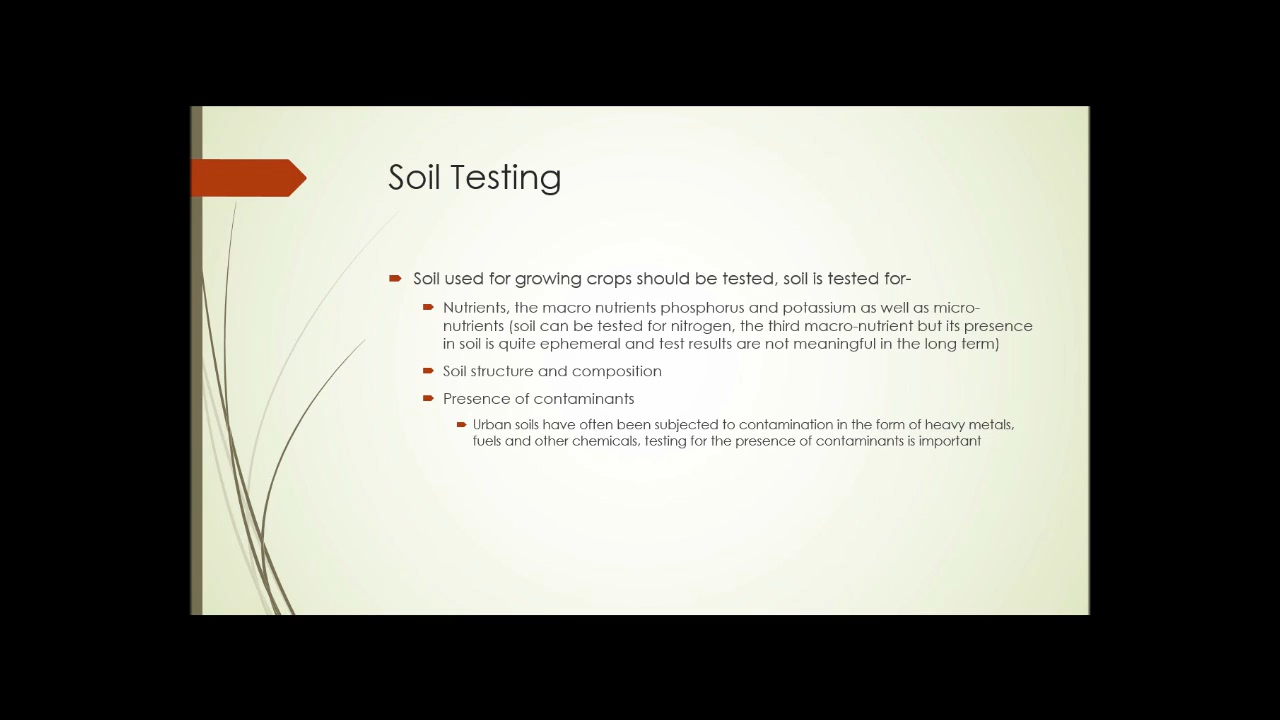 Soil Testing
Soil used for growing crops should be tested, soil is tested for-
Nutrients, the macro nutrients phosphorus and potassium as well as micro-
nutrients (soil can be tested for nitrogen, the third macro-nutrient but its presence
in soil is quite ephemeral and test results are not meaningful in the long term)
Soil structure and composition
Presence of contaminants
Urban soils have often been subjected to contamination in the form of heavy metals,
fuels and other chemicals, testing for the presence of contaminants is important